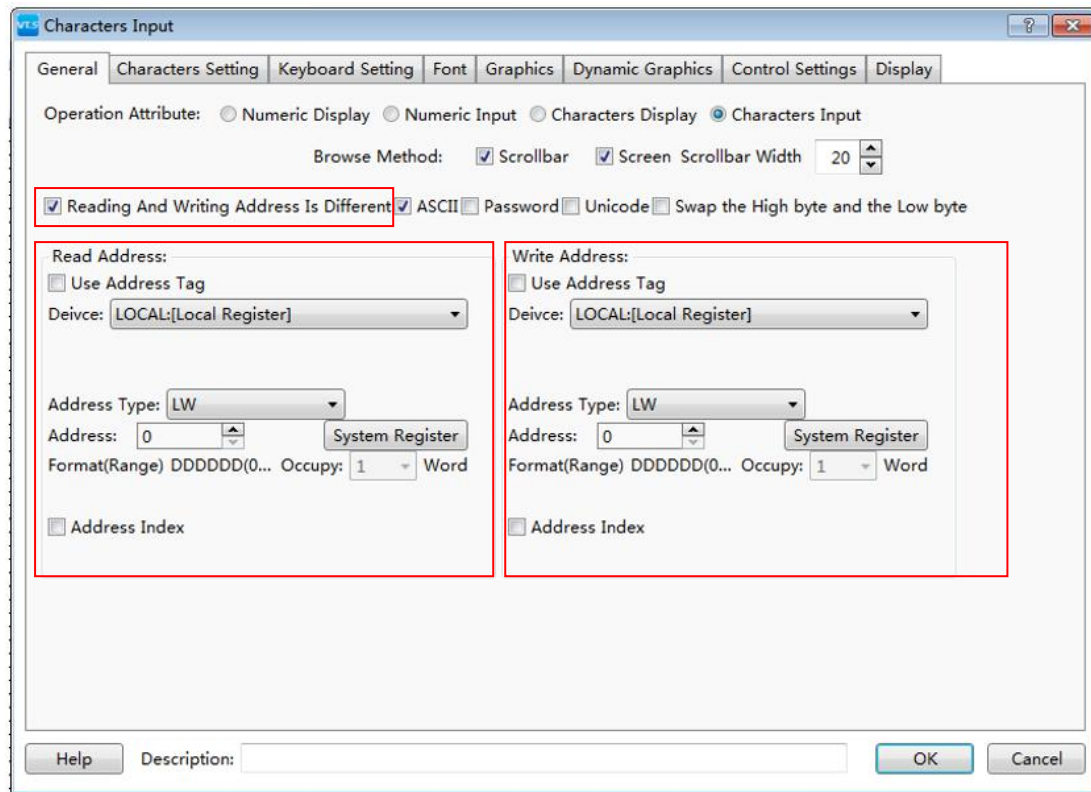 VT.S Characters Input
General Characters Setting Keyboard Setting Font Graphics Dynamic Graphics Control Settings Display
Operation Attribute: Numeric Display Numeric Input Characters Display Characters Input
Browse Method: Scrollbar Screen Scrollbar Width 20
Reading And Writing Address Is Different ASCII Password Unicode Swap the High byte and the Low byte
Read Address: Write Address:
Use Address Tag Use Address Tag
Deivce: LOCAL:[Local Register] Deivce: LOCAL:[Local Register]
Address Type: LW Address Type: LW
Address: 0 System Register Address: 0 System Register
Format(Range) DDDDDD(0... Occupy: 1 Word Format(Range) DDDDDD(0... Occupy: 1 Word
Address Index Address Index
Help Description: OK Cancel